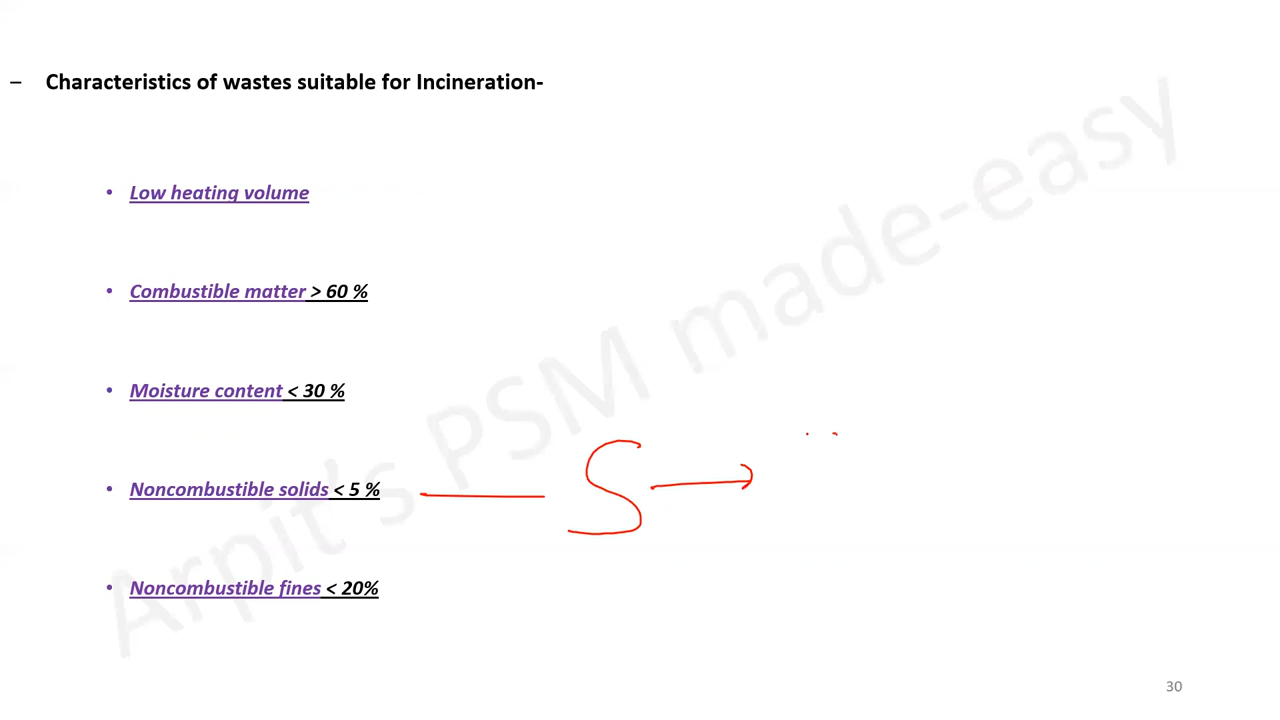 – Characteristics of wastes suitable for Incineration-
• Low heating volume
• Combustible matter > 60 %
• Moisture content < 30 %
• Noncombustible solids < 5 % — S →
• Noncombustible fines < 20%
Arpit's PSM made-easy
30